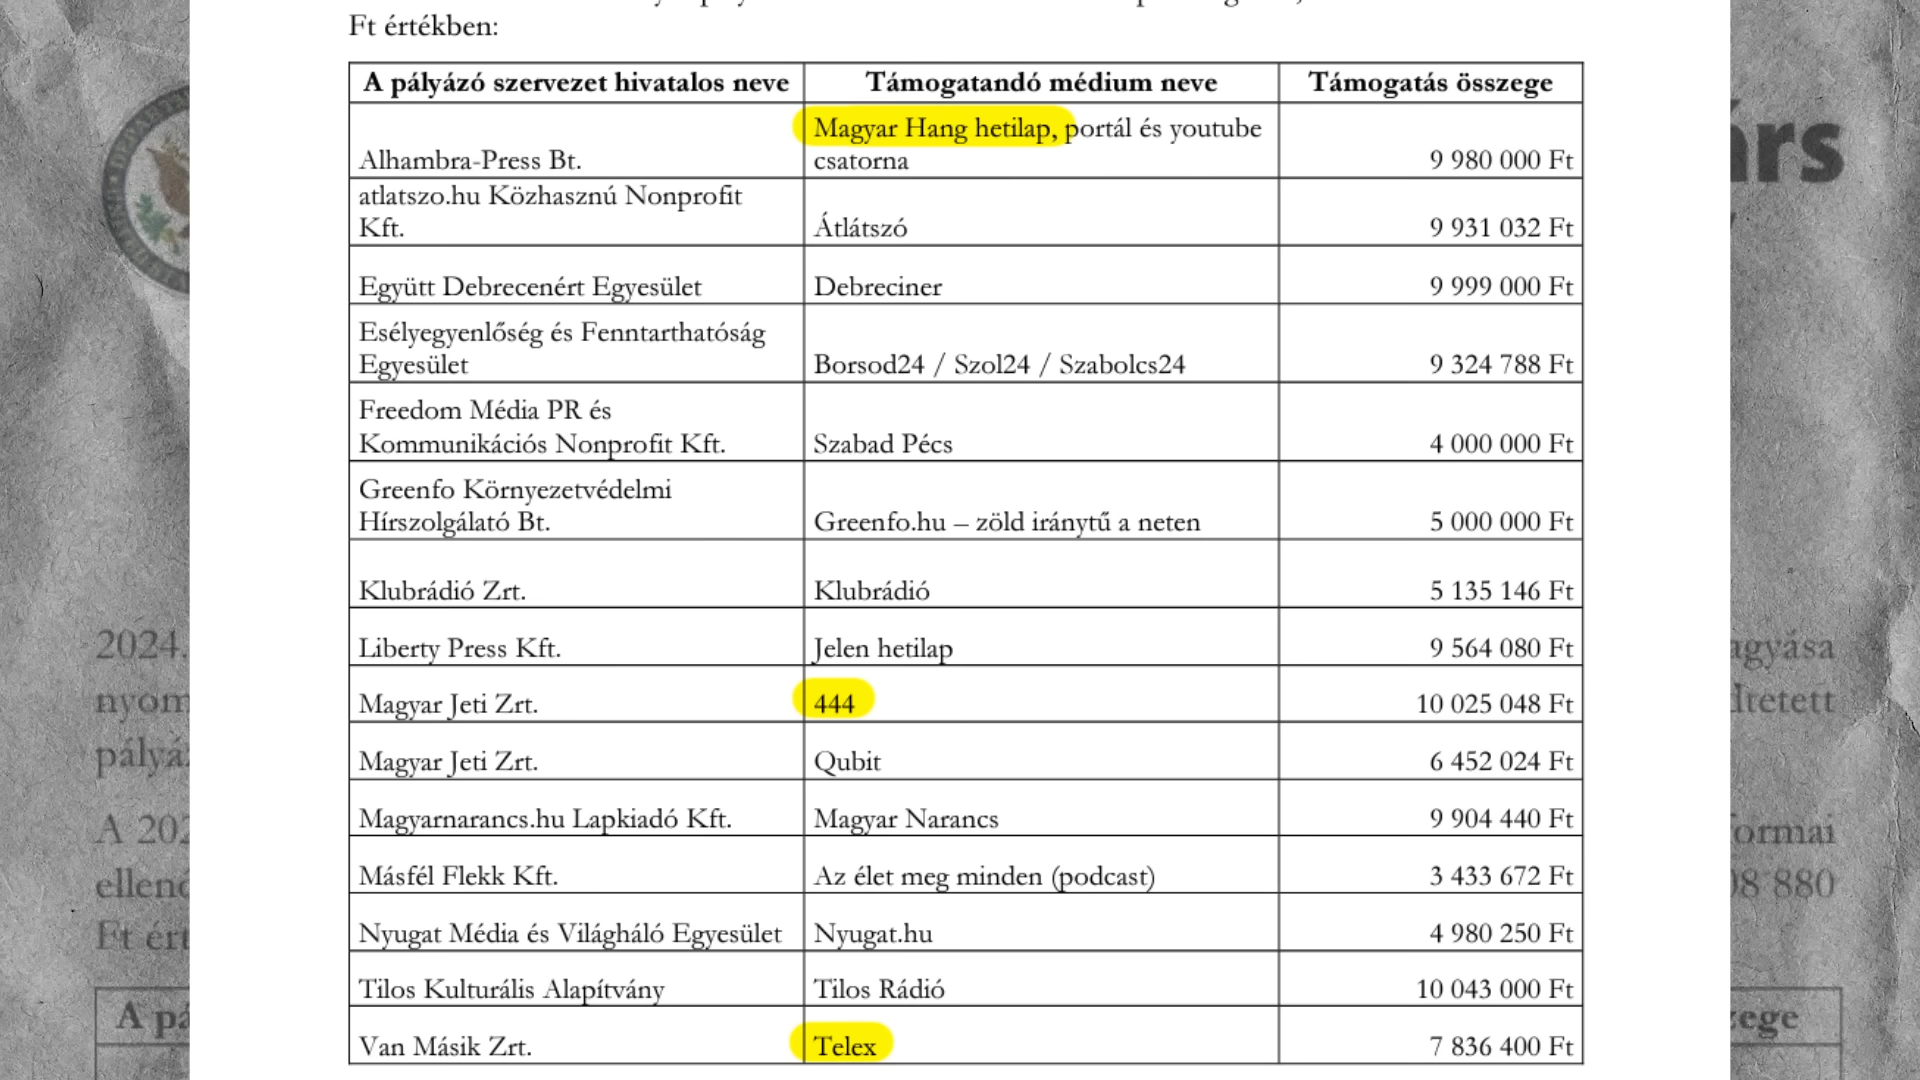 Ft értékben:
A pályázó szervezet hivatalos neve Támogatandó médium neve Támogatás összege
Magyar Hang hetilap, portál és youtube
Alhambra-Press Bt. csatorna 9 980 000 Ft
atlatszo.hu Közhasznú Nonprofit
Kft. Átlátszó 9 931 032 Ft
Együtt Debrecenért Egyesület Debreciner 9 999 000 Ft
Esélyegyenlőség és Fenntarthatóság
Egyesület Borsod24 / Szol24 / Szabolcs24 9 324 788 Ft
Freedom Média PR és
Kommunikációs Nonprofit Kft. Szabad Pécs 4 000 000 Ft
Greenfo Környezetvédelmi
Hírszolgálató Bt. Greenfo.hu – zöld iránytű a neten 5 000 000 Ft
Klubrádió Zrt. Klubrádió 5 135 146 Ft
Liberty Press Kft. Jelen hetilap 9 564 080 Ft
Magyar Jeti Zrt. 444 10 025 048 Ft
Magyar Jeti Zrt. Qubit 6 452 024 Ft
Magyarnarancs.hu Lapkiadó Kft. Magyar Narancs 9 904 440 Ft
Másfél Flekk Kft. Az élet meg minden (podcast) 3 433 672 Ft
Nyugat Média és Világháló Egyesület Nyugat.hu 4 980 250 Ft
Tilos Kulturális Alapítvány Tilos Rádió 10 043 000 Ft
Van Másik Zrt. Telex 7 836 400 Ft
2024.
A
Ft